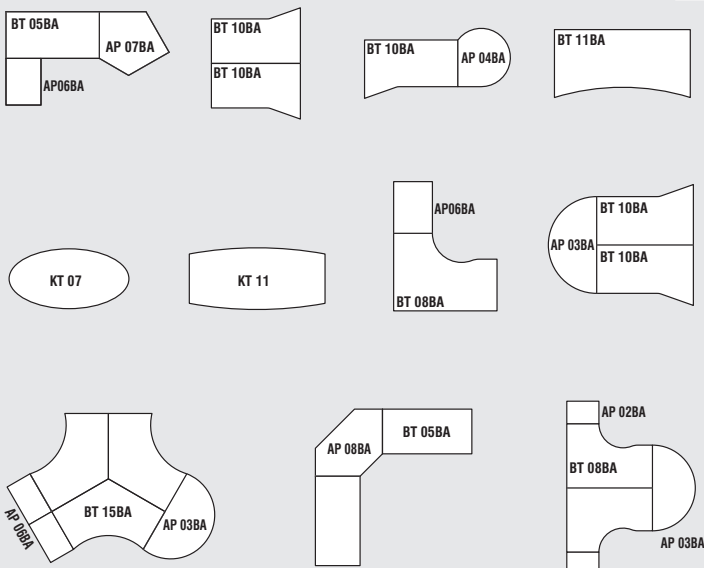 BT 05BA
AP 07BA
AP06BA
BT 10BA
BT 10BA
BT 10BA
AP 04BA
BT 11BA
KT 07
KT 11
AP06BA
BT 08BA
AP 03BA
BT 10BA
BT 10BA
AP 06BA
BT 15BA
AP 03BA
AP 08BA
BT 05BA
AP 02BA
BT 08BA
AP 03BA